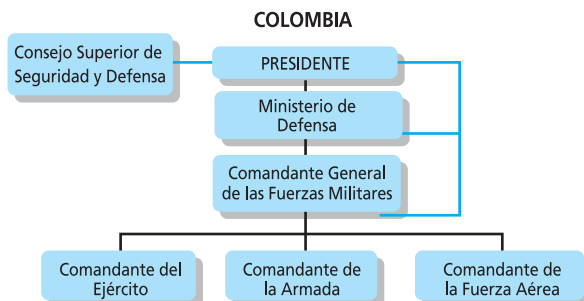 COLOMBIA
Consejo Superior de
Seguridad y Defensa
PRESIDENTE
Ministerio de
Defensa
Comandante General
de las Fuerzas Militares
Comandante del
Ejército
Comandante de
la Armada
Comandante de
la Fuerza Aérea